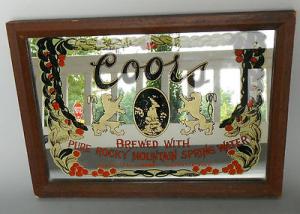 Coors
BREWED WITH
PURE ROCKY MOUNTAIN SPRING WATER